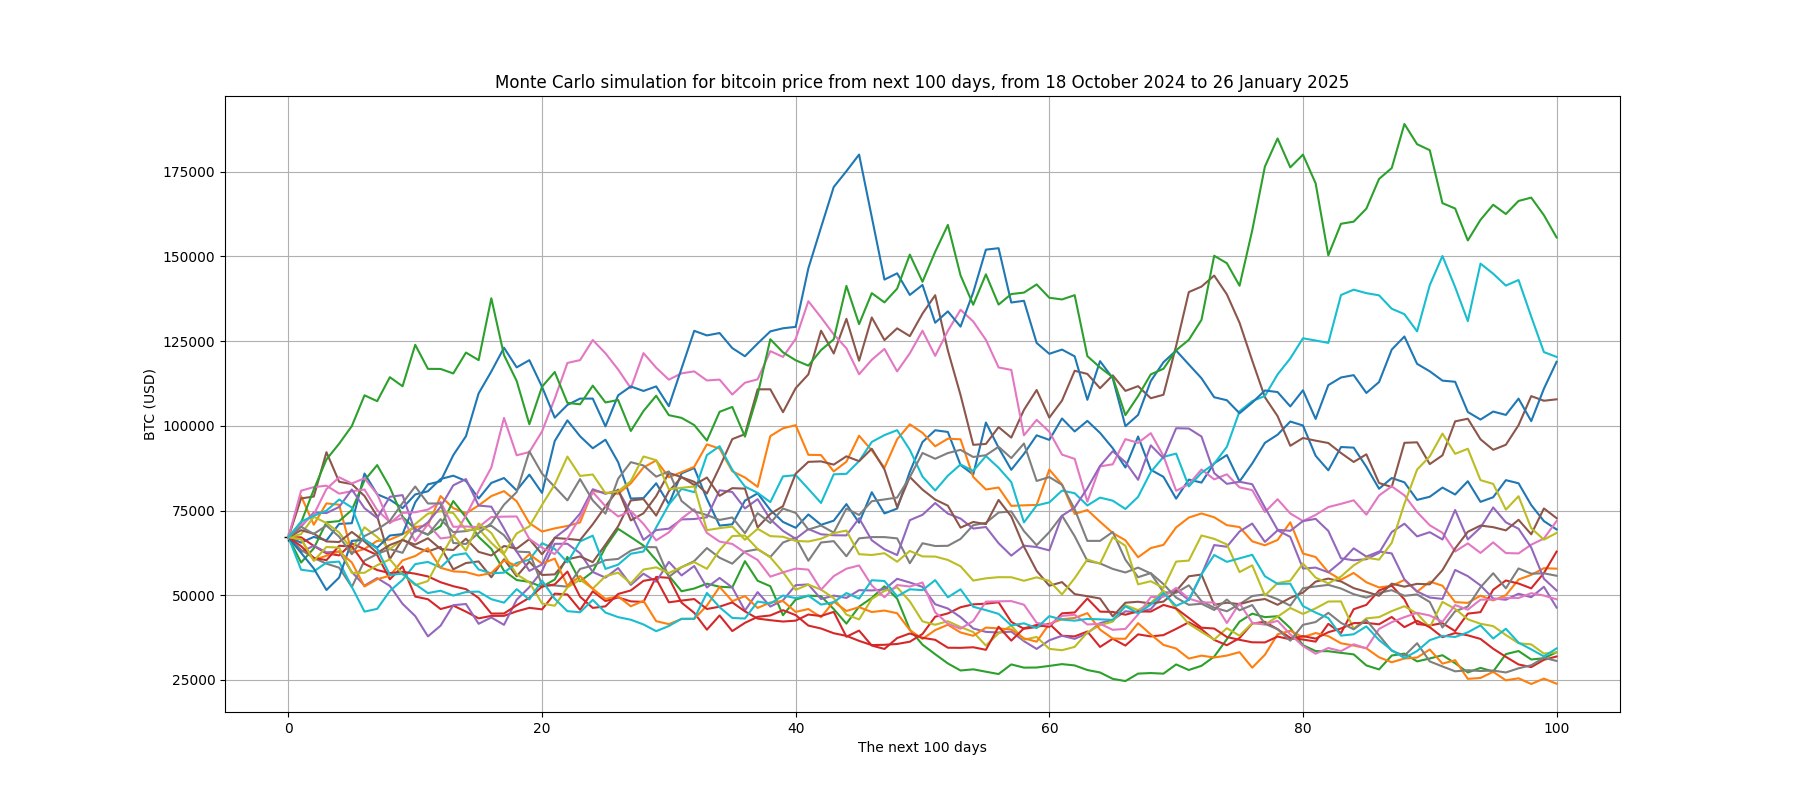 Monte Carlo simulation for bitcoin price from next 100 days, from 18 October 2024 to 26 January 2025
175000
150000
125000
100000
75000
50000
25000
BTC (USD)
0 20 40 60 80 100
The next 100 days